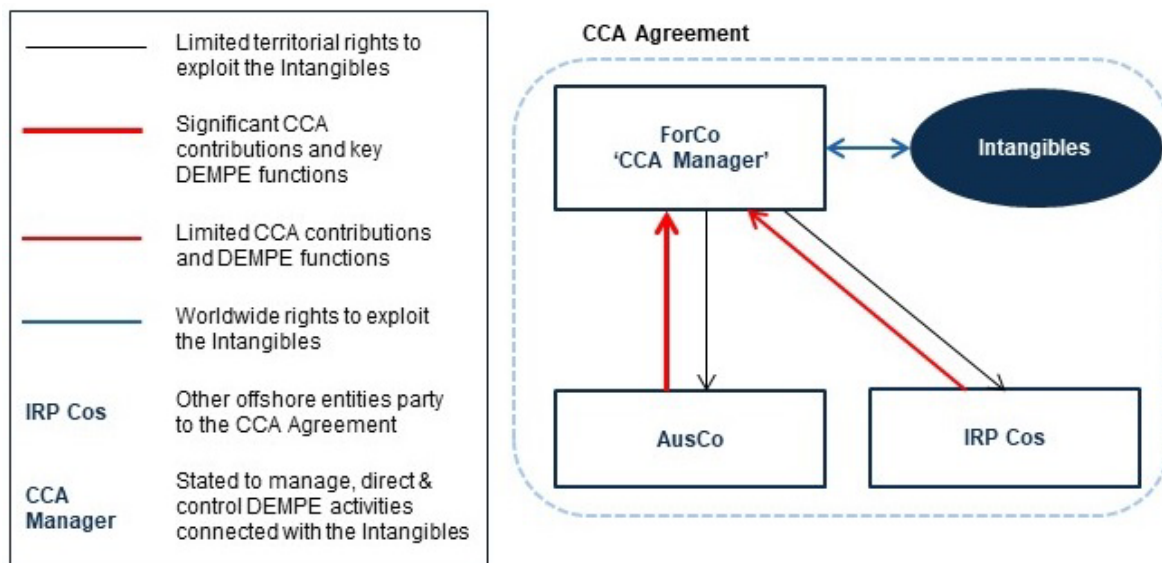 Limited territorial rights to
exploit the Intangibles
Significant CCA
contributions and key
DEMPE functions
Limited CCA contributions
and DEMPE functions
Worldwide rights to exploit
the Intangibles
IRP Cos
Other offshore entities party
to the CCA Agreement
CCA
Manager
Stated to manage, direct &
control DEMPE activities
connected with the Intangibles
CCA Agreement
ForCo
‘CCA Manager’
Intangibles
AusCo
IRP Cos